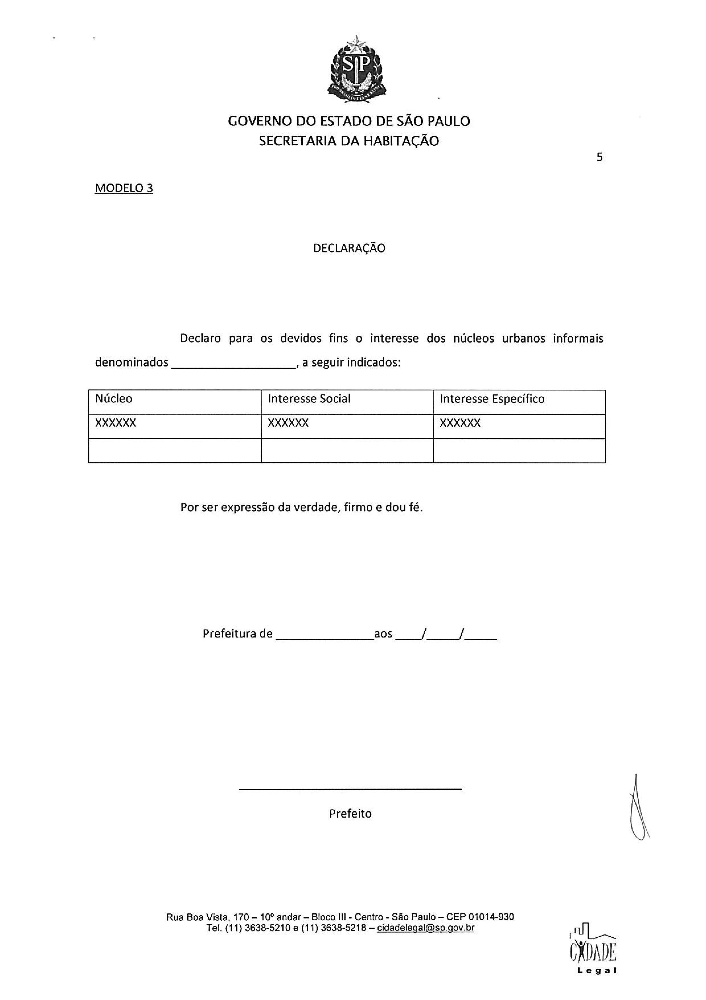 SP
GOVERNO DO ESTADO DE SÃO PAULO
SECRETARIA DA HABITAÇÃO
5
MODELO 3
DECLARAÇÃO
Declaro para os devidos fins o interesse dos núcleos urbanos informais
denominados ___________________, a seguir indicados:
Núcleo Interesse Social Interesse Específico
XXXXXX XXXXXX XXXXXX
Por ser expressão da verdade, firmo e dou fé.
Prefeitura de _______________aos ____/_____/_____
Prefeito
Rua Boa Vista, 170 – 10º andar – Bloco III - Centro - São Paulo – CEP 01014-930
Tel. (11) 3638-5210 e (11) 3638-5218 – cidadelegal@sp.gov.br
CIDADE
Legal